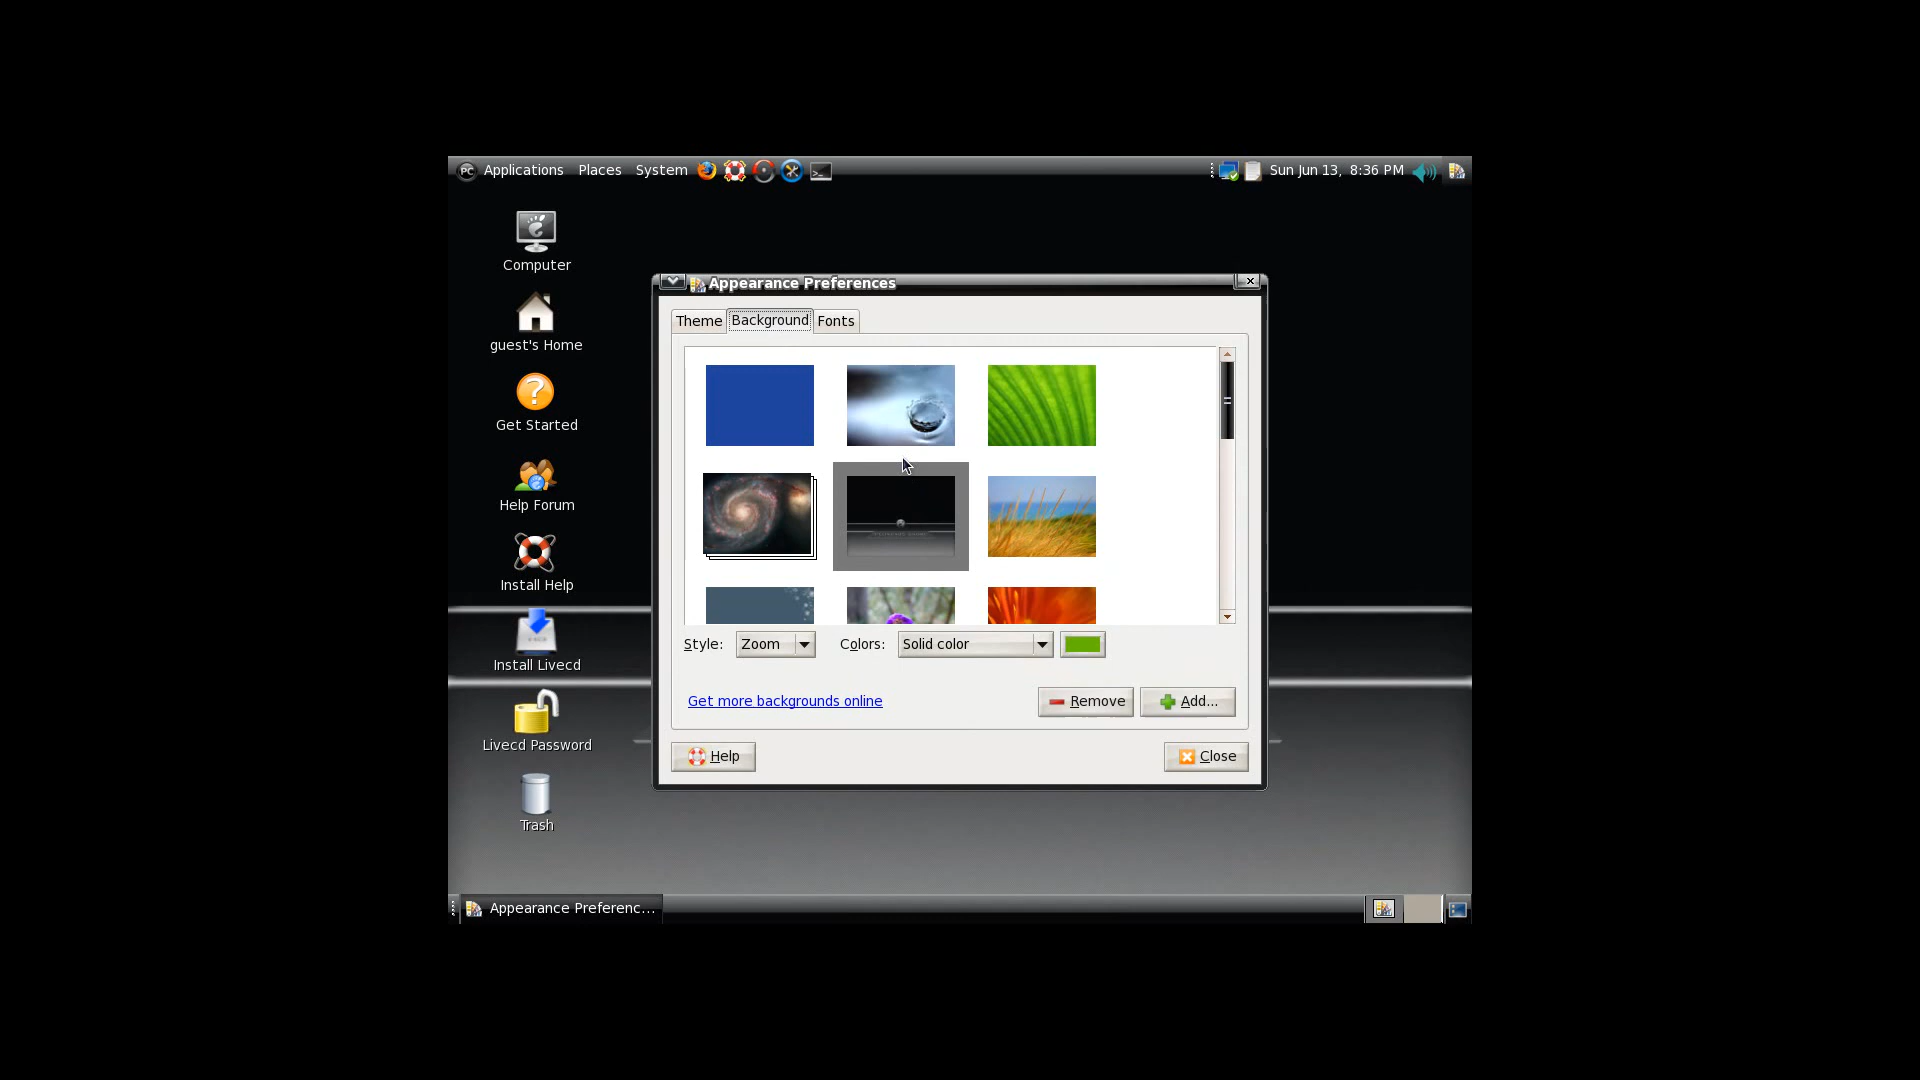 PC Applications Places System Sun Jun 13, 8:36 PM
Computer
guest's Home
Get Started
Help Forum
Install Help
Install Livecd
Livecd Password
Trash
Appearance Preferences
Theme Background Fonts
Style: Zoom Colors: Solid color
Get more backgrounds online Remove Add...
Help Close
Appearance Preferenc...